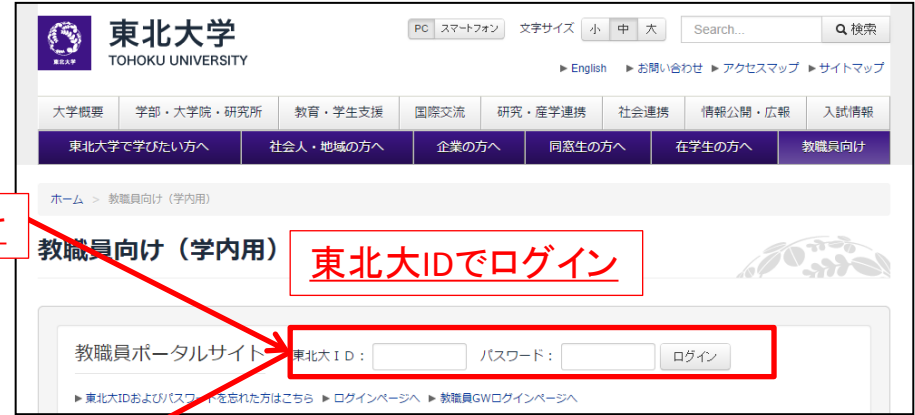 東北大学
TOHOKU UNIVERSITY
東北大学
PC スマートフォン 文字サイズ 小 中 大 Search... 検索
▶ English ▶ お問い合わせ ▶ アクセスマップ ▶ サイトマップ
大学概要 学部・大学院・研究所 教育・学生支援 国際交流 研究・産学連携 社会連携 情報公開・広報 入試情報
東北大学で学びたい方へ 社会人・地域の方へ 企業の方へ 同窓生の方へ 在学生の方へ 教職員向け
ホーム > 教職員向け（学内用）
教職員向け（学内用）
東北大IDでログイン
教職員ポータルサイト 東北大ＩＤ： パスワード： ログイン
▶ 東北大IDおよびパスワードを忘れた方はこちら ▶ ログインページへ ▶ 教職員GWログインページへ